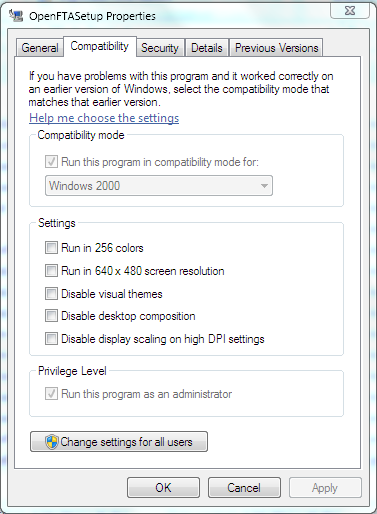 OpenFTASetup Properties
General Compatibility Security Details Previous Versions
If you have problems with this program and it worked correctly on
an earlier version of Windows, select the compatibility mode that
matches that earlier version.
Help me choose the settings
Compatibility mode
Run this program in compatibility mode for:
Windows 2000
Settings
Run in 256 colors
Run in 640 x 480 screen resolution
Disable visual themes
Disable desktop composition
Disable display scaling on high DPI settings
Privilege Level
Run this program as an administrator
Change settings for all users
OK Cancel Apply